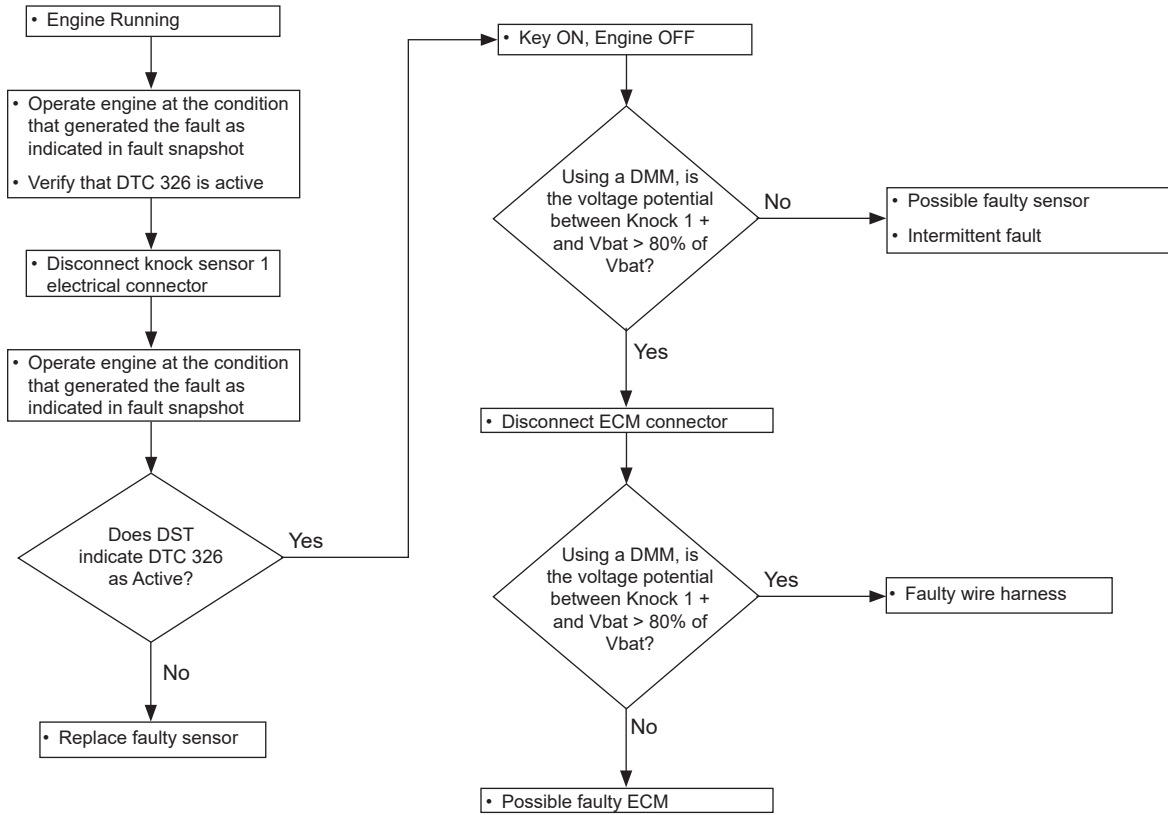 • Engine Running
• Operate engine at the condition
that generated the fault as
indicated in fault snapshot
• Verify that DTC 326 is active
• Disconnect knock sensor 1
electrical connector
• Operate engine at the condition
that generated the fault as
indicated in fault snapshot
Does DST
indicate DTC 326
as Active?
Yes
No
• Replace faulty sensor
• Key ON, Engine OFF
Using a DMM, is
the voltage potential
between Knock 1 +
and Vbat > 80% of
Vbat?
No
• Possible faulty sensor
• Intermittent fault
Yes
• Disconnect ECM connector
Using a DMM, is
the voltage potential
between Knock 1 +
and Vbat > 80% of
Vbat?
Yes
• Faulty wire harness
No
• Possible faulty ECM